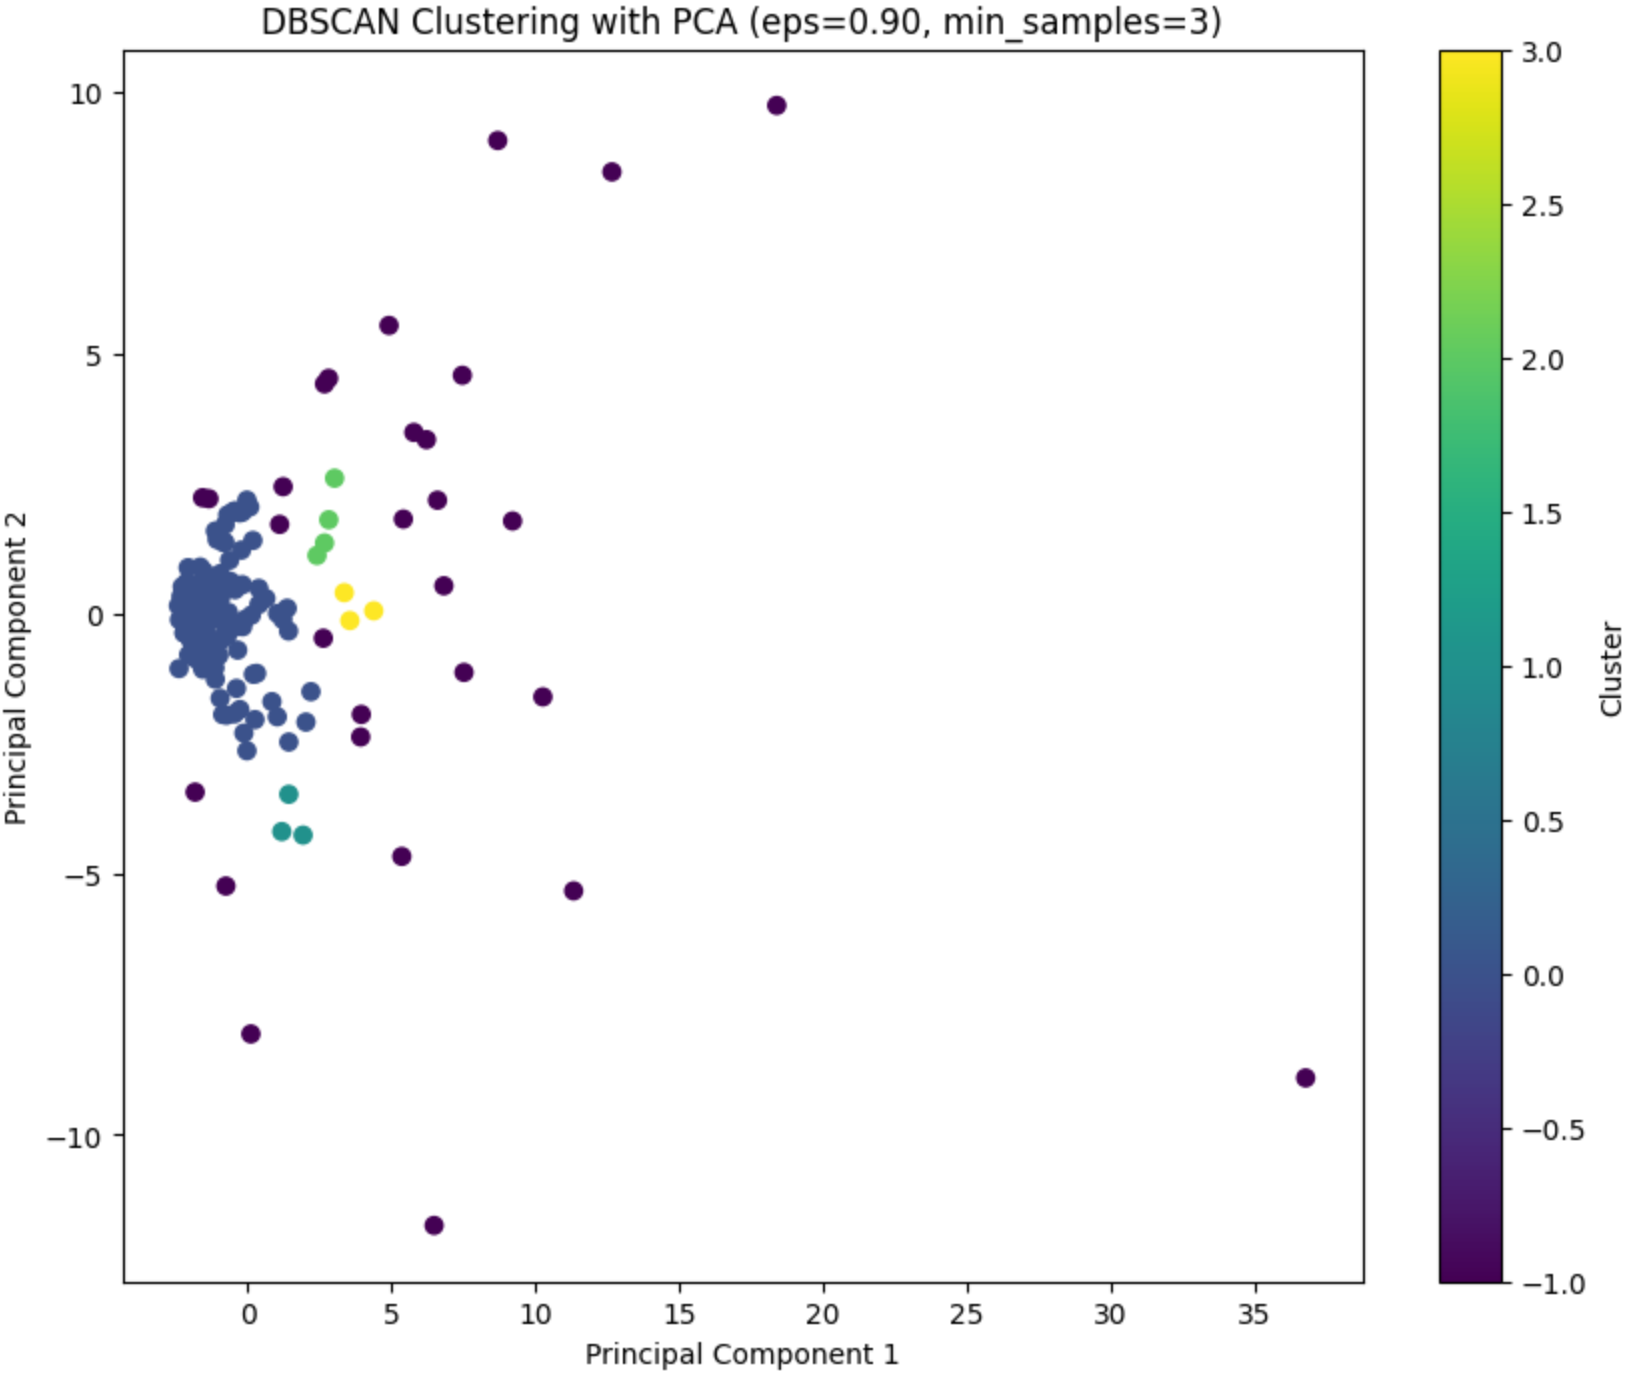 DBSCAN Clustering with PCA (eps=0.90, min_samples=3)
Principal Component 2
10
5
0
−5
−10
0 5 10 15 20 25 30 35
Principal Component 1
3.0
2.5
2.0
1.5
1.0
0.5
0.0
−0.5
−1.0
Cluster